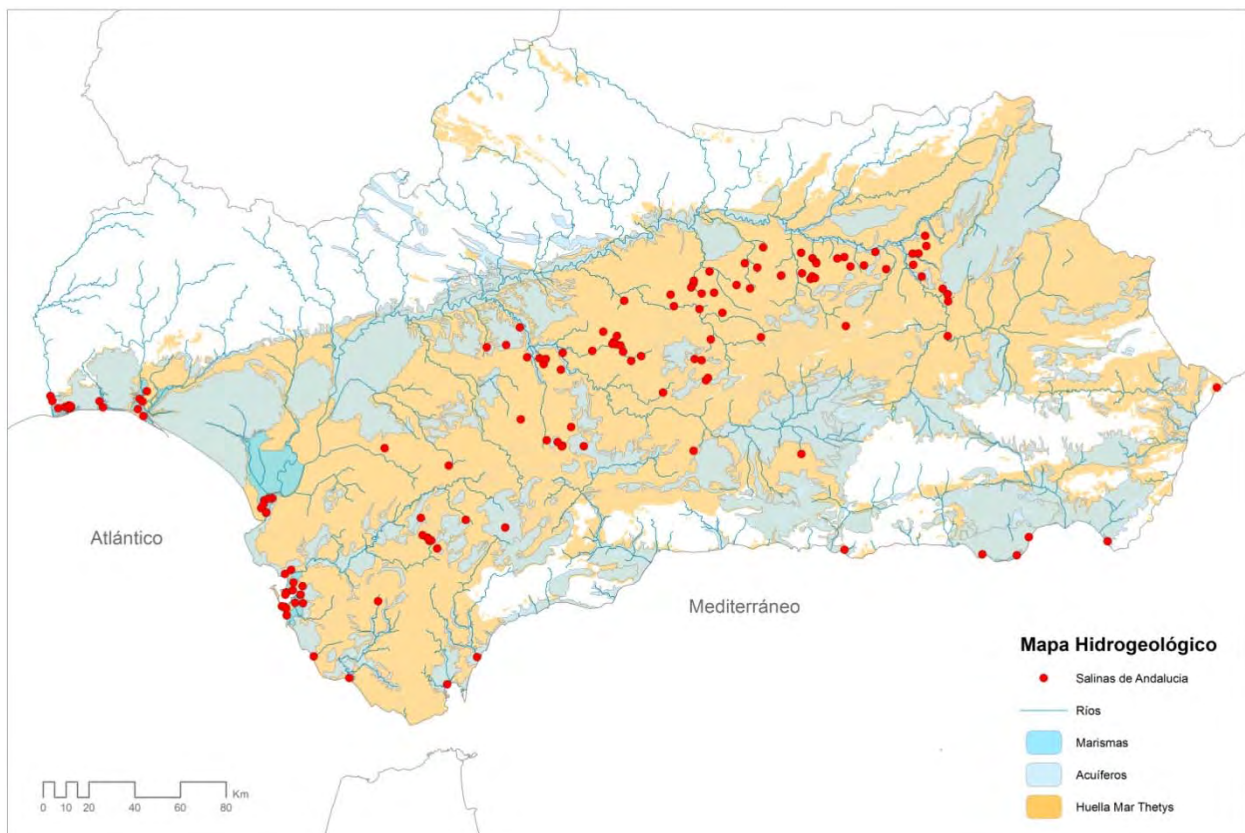 Atlántico
Mediterráneo
Mapa Hidrogeológico
Salinas de Andalucia
Ríos
Marismas
Acuíferos
Huella Mar Thetys
0 10 20 40 60 80 Km